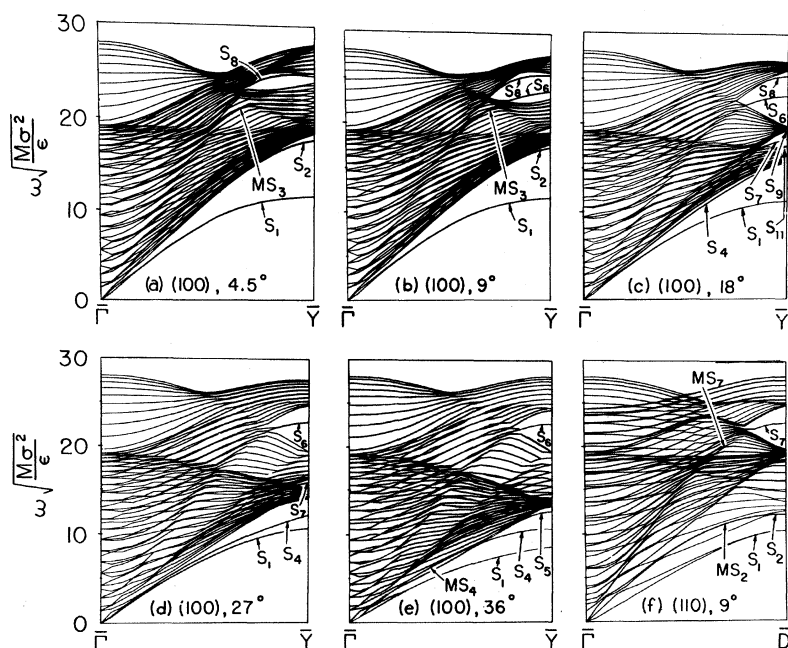 30
20
10
0
ω√Mσ²/ε
S₈
MS₃
S₂
S₁
(a) (100), 4.5°
Γ̄
Ȳ
S₈ S₆
MS₃
S₂
S₁
(b) (100), 9°
Γ̄
Ȳ
S₈
S₆
S₇ S₉
S₄ S₁ S₁₁
(c) (100), 18°
Γ̄
Ȳ
30
20
10
0
ω√Mσ²/ε
S₆
S₇
S₁ S₄
(d) (100), 27°
Γ̄
Ȳ
S₆
MS₄ S₁ S₄ S₅
(e) (100), 36°
Γ̄
Ȳ
MS₇
S₇
MS₂ S₁ S₂
(f) (110), 9°
Γ̄
D̄